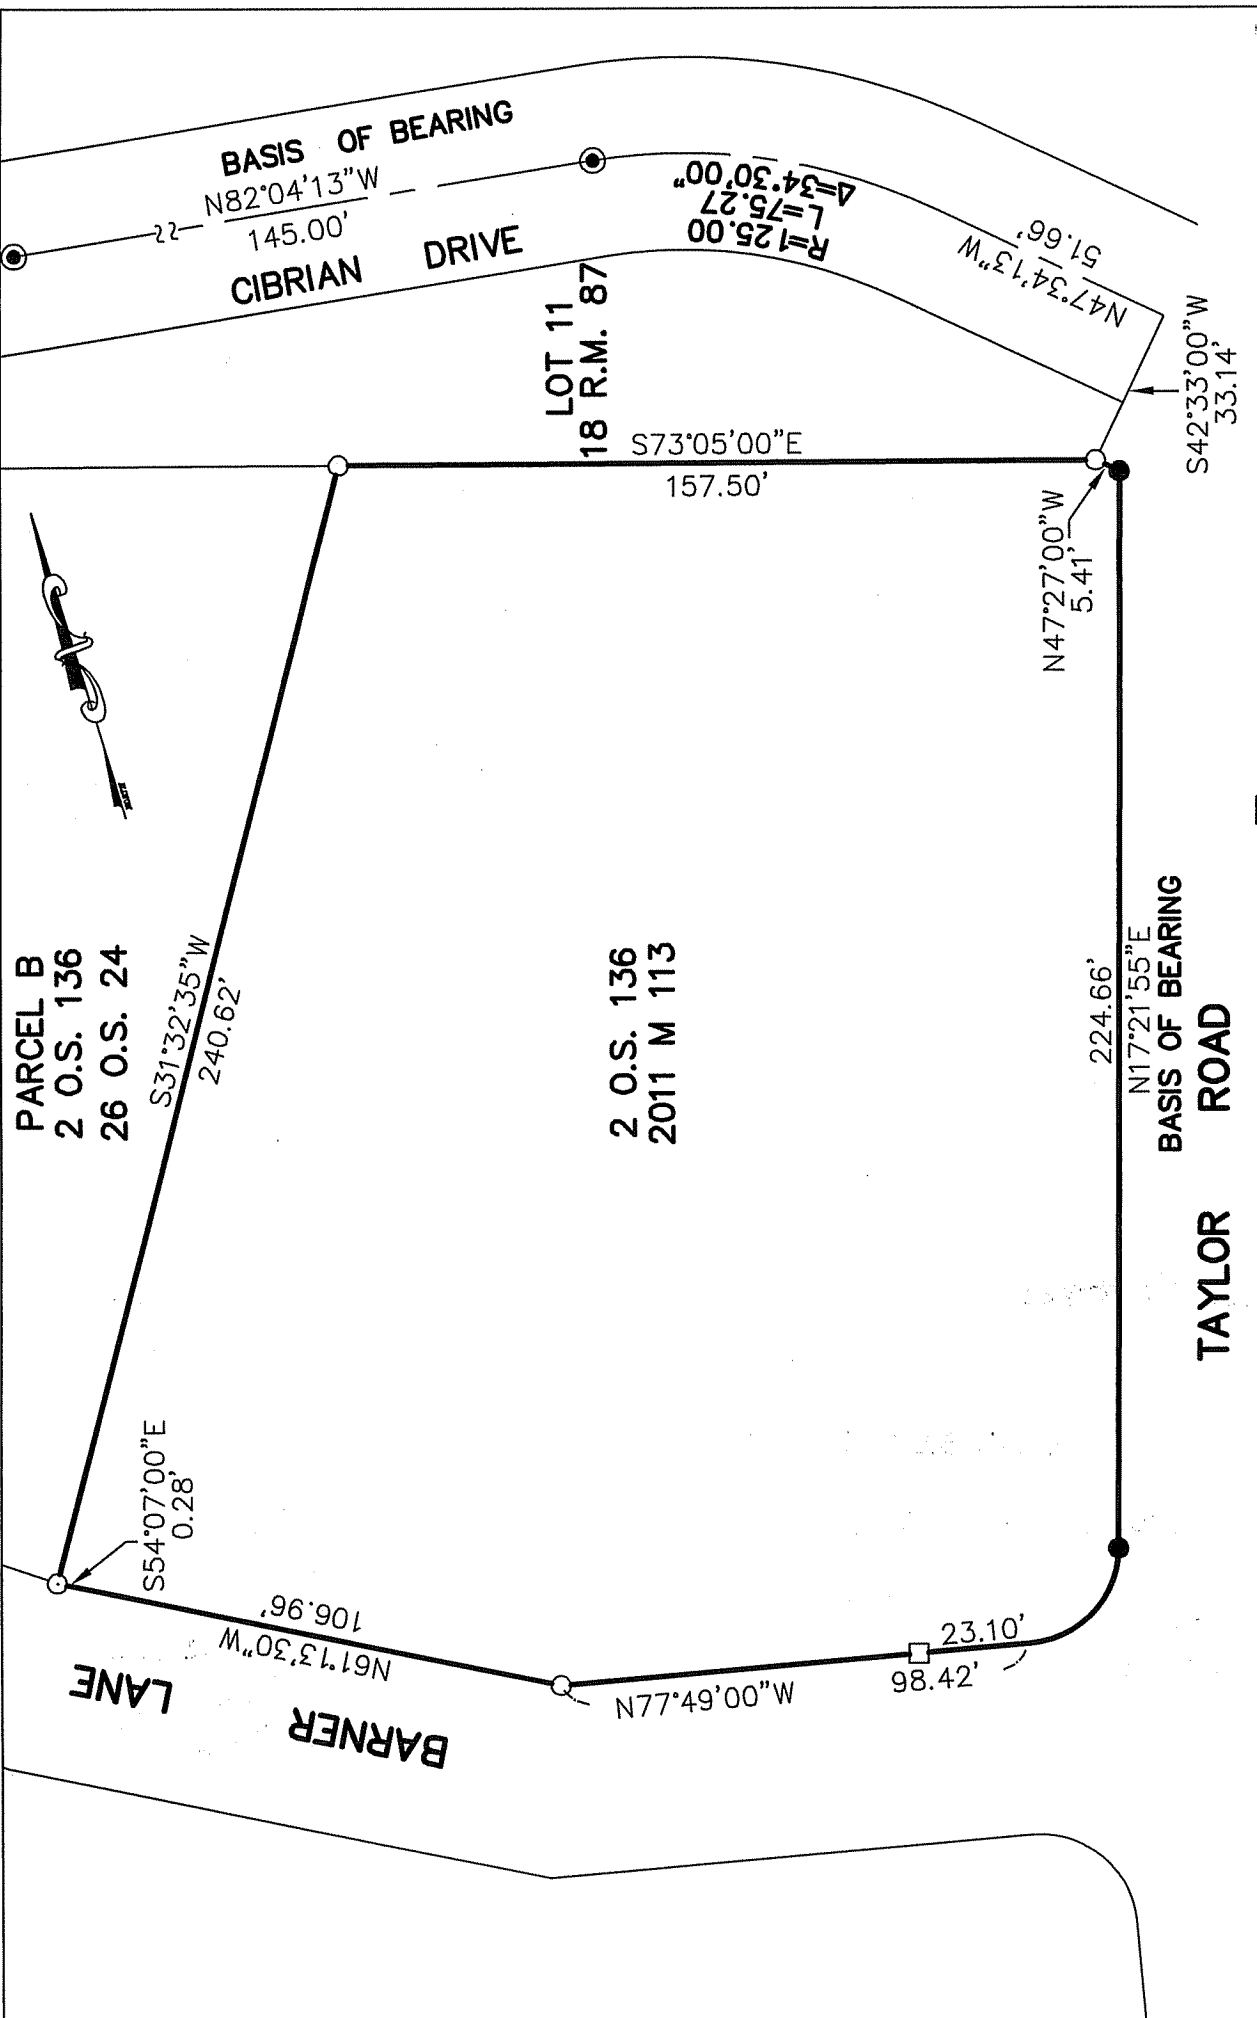 BASIS OF BEARING
N82°04'13"W
145.00'
CIBRIAN DRIVE
R=125.00
L=75.27
Δ=34°30'00"
N47°34'13"W
51.66'
LOT 11
18 R.M. 87
S42°33'00"W
33.14'
S73°05'00"E
157.50'
N47°27'00"W
5.41'
PARCEL B
2 O.S. 136
26 O.S. 24
S31°32'35"W
240.62'
2 O.S. 136
2011 M 113
224.66'
N17°21'55"E
BASIS OF BEARING
TAYLOR ROAD
S54°07'00"E
0.28'
106.96'
N61°13'30"W
BARNER LANE
23.10'
98.42'
N77°49'00"W